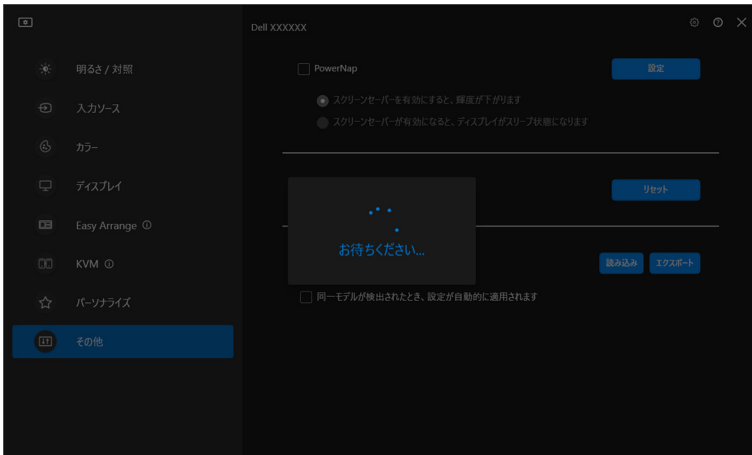 Dell XXXXXX
明るさ / 対照
入力ソース
カラー
ディスプレイ
Easy Arrange
KVM
パーソナライズ
その他
PowerNap
設定
スクリーンセーバーを有効にすると、輝度が下がります
スクリーンセーバーが有効になると、ディスプレイがスリープ状態になります
リセット
お待ちください...
読み込み
エクスポート
同一モデルが検出されたとき、設定が自動的に適用されます